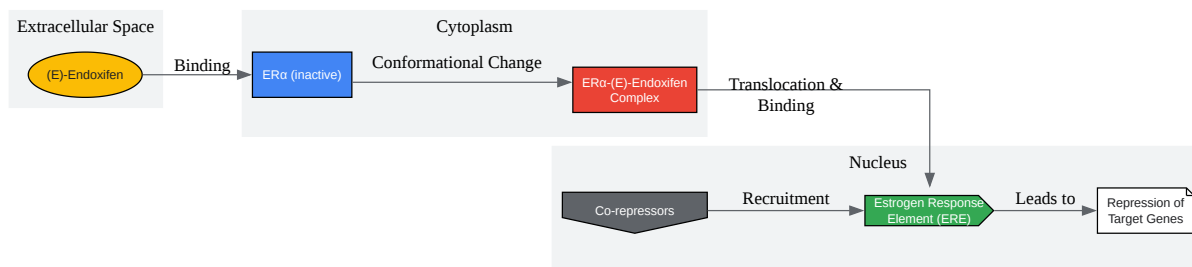 Extracellular Space
Cytoplasm
(E)-Endoxifen
Binding
ERα (inactive)
Conformational Change
ERα-(E)-Endoxifen
Complex
Translocation &
Binding
Nucleus
Co-repressors
Recruitment
Estrogen Response
Element (ERE)
Leads to
Repression of
Target Genes